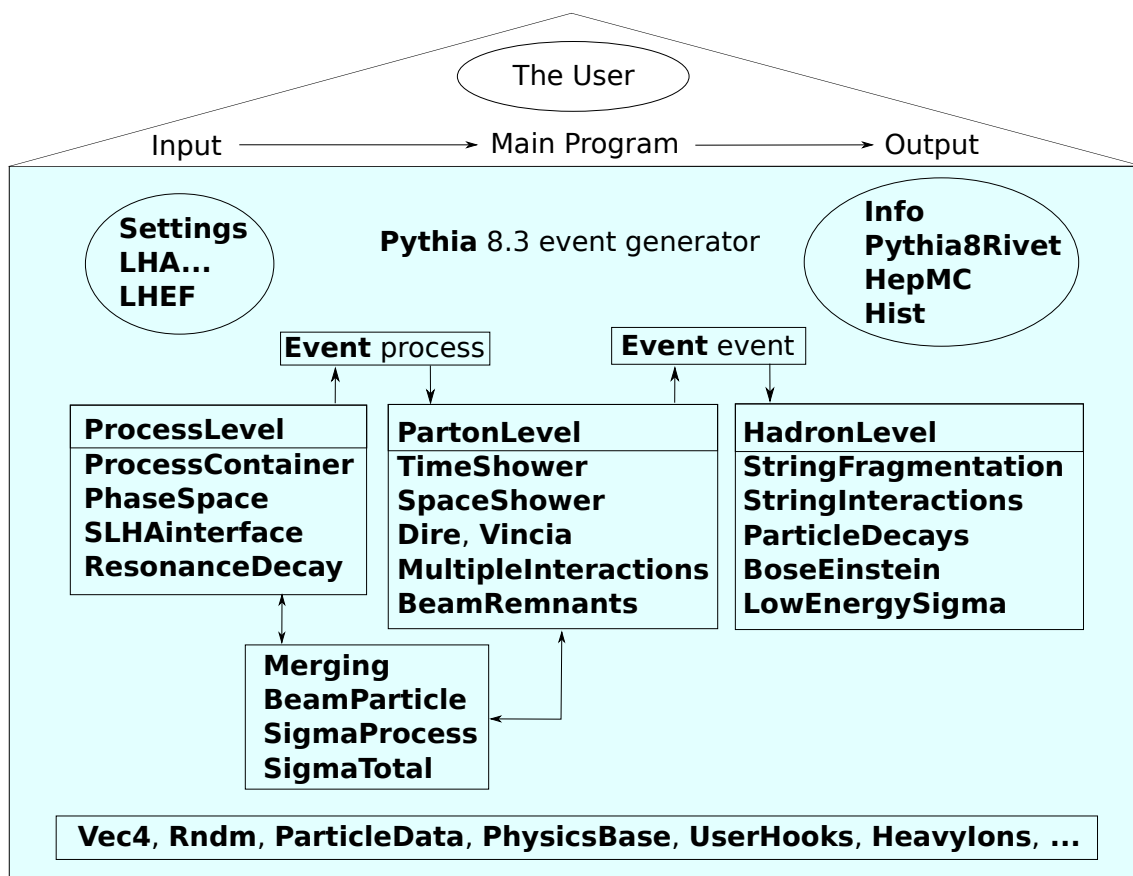 The User
Input
Main Program
Output
Settings
LHA...
LHEF
Pythia 8.3 event generator
Info
Pythia8Rivet
HepMC
Hist
Event process
Event event
ProcessLevel
ProcessContainer
PhaseSpace
SLHAinterface
ResonanceDecay
PartonLevel
TimeShower
SpaceShower
Dire, Vincia
MultipleInteractions
BeamRemnants
HadronLevel
StringFragmentation
StringInteractions
ParticleDecays
BoseEinstein
LowEnergySigma
Merging
BeamParticle
SigmaProcess
SigmaTotal
Vec4, Rndm, ParticleData, PhysicsBase, UserHooks, HeavyIons, ...